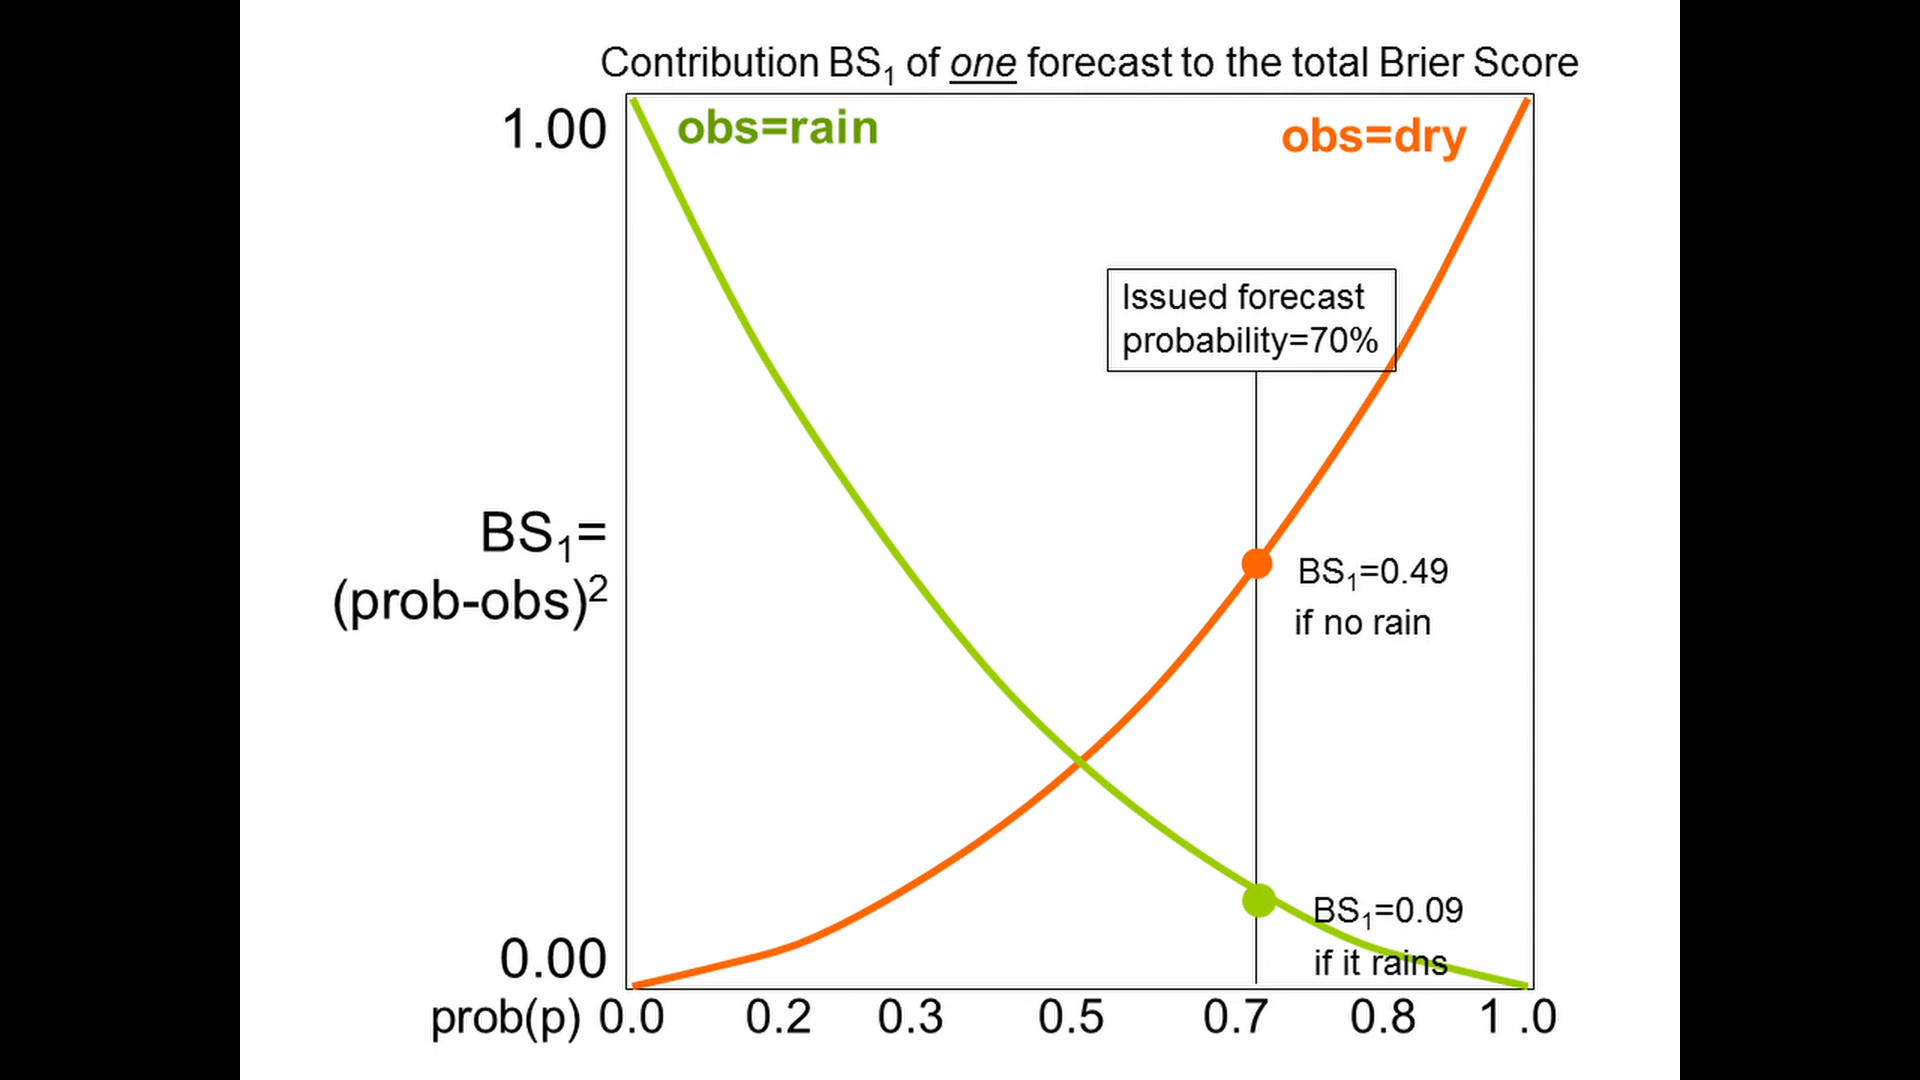 Contribution BS₁ of one forecast to the total Brier Score
1.00
obs=rain
obs=dry
Issued forecast
probability=70%
BS₁=
(prob-obs)²
BS₁=0.49
if no rain
BS₁=0.09
if it rains
0.00
prob(p) 0.0 0.2 0.3 0.5 0.7 0.8 1 .0